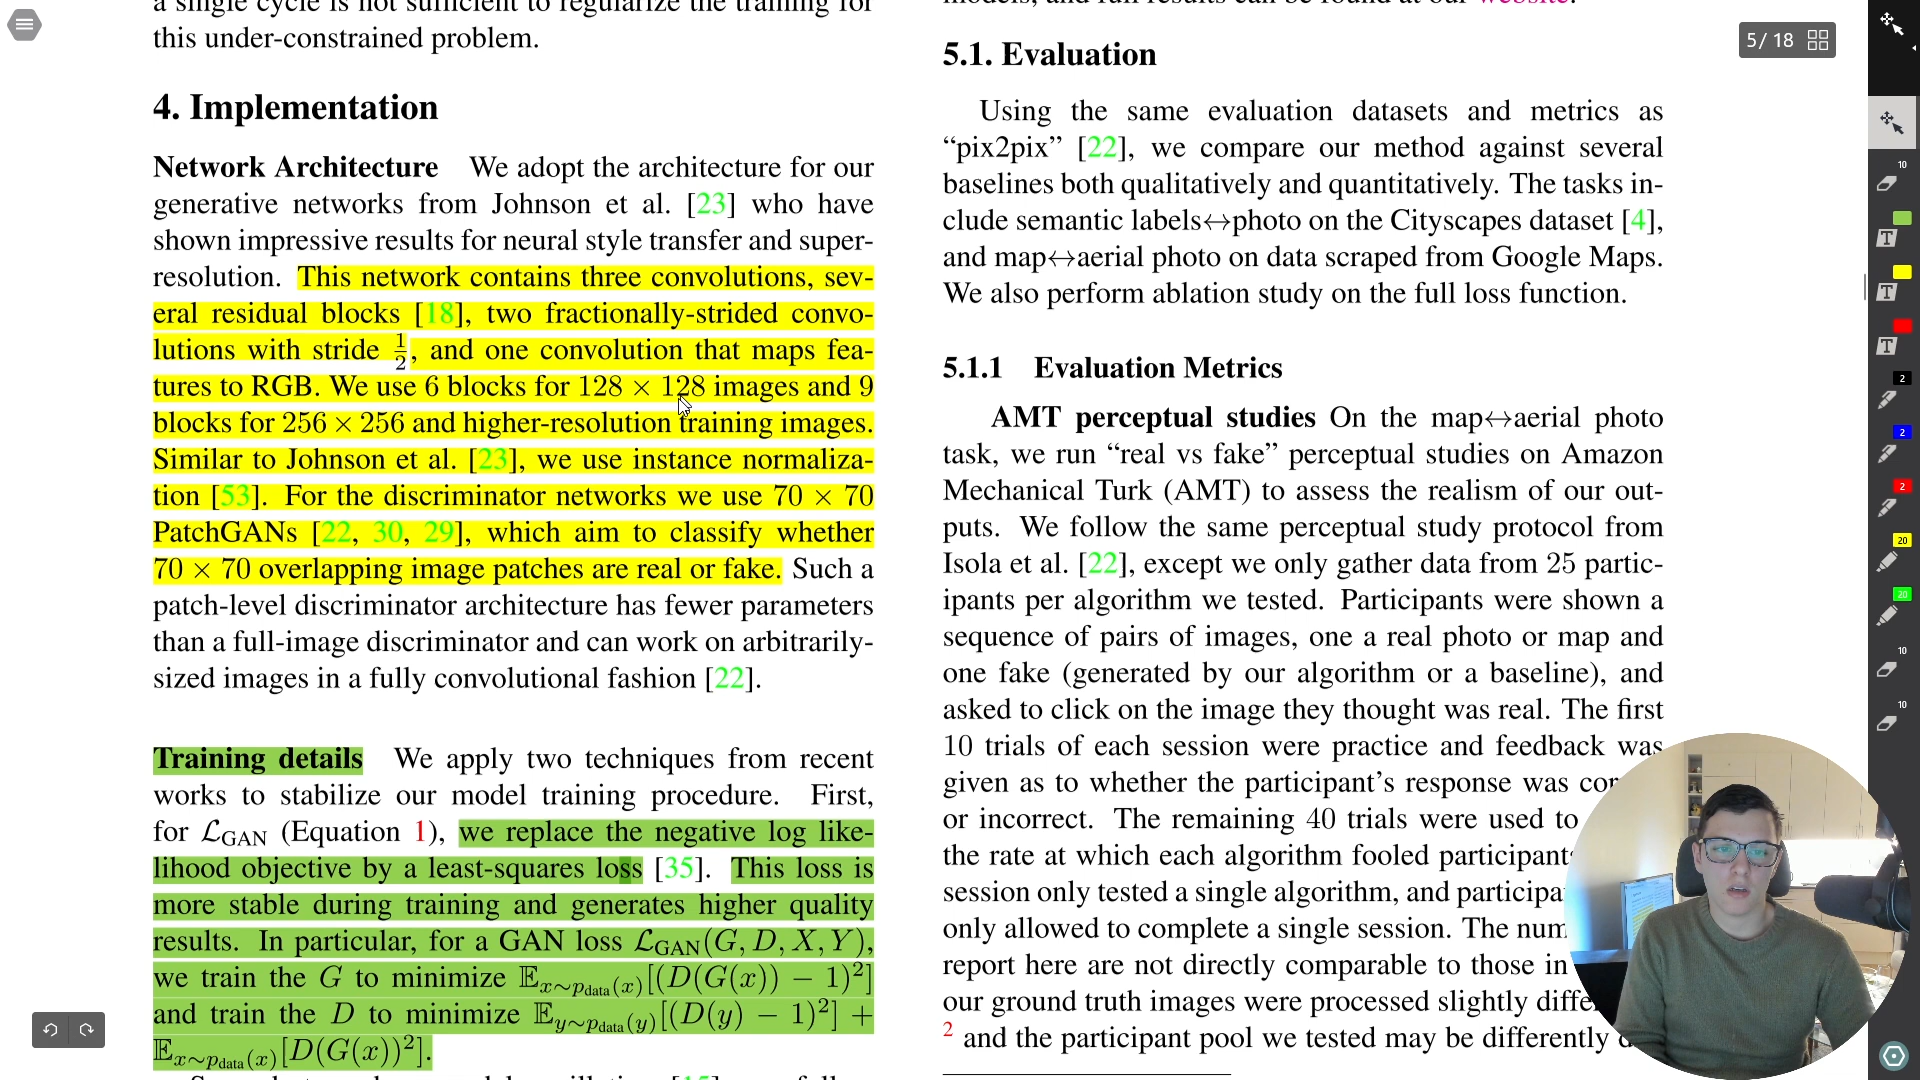 a single cycle is not sufficient to regularize the training for
this under-constrained problem.
4. Implementation
Network Architecture We adopt the architecture for our
generative networks from Johnson et al. [23] who have
shown impressive results for neural style transfer and super-
resolution. This network contains three convolutions, sev-
eral residual blocks [18], two fractionally-strided convo-
lutions with stride 1/2, and one convolution that maps fea-
tures to RGB. We use 6 blocks for 128 × 128 images and 9
blocks for 256 × 256 and higher-resolution training images.
Similar to Johnson et al. [23], we use instance normaliza-
tion [53]. For the discriminator networks we use 70 × 70
PatchGANs [22, 30, 29], which aim to classify whether
70 × 70 overlapping image patches are real or fake. Such a
patch-level discriminator architecture has fewer parameters
than a full-image discriminator and can work on arbitrarily-
sized images in a fully convolutional fashion [22].
Training details We apply two techniques from recent
works to stabilize our model training procedure. First,
for ℒGAN (Equation 1), we replace the negative log like-
lihood objective by a least-squares loss [35]. This loss is
more stable during training and generates higher quality
results. In particular, for a GAN loss ℒGAN(G, D, X, Y),
we train the G to minimize 𝔼x∼pdata(x)[(D(G(x)) − 1)²]
and train the D to minimize 𝔼y∼pdata(y)[(D(y) − 1)²] +
𝔼x∼pdata(x)[D(G(x))²].
models, and full results can be found at our website.
5.1. Evaluation
Using the same evaluation datasets and metrics as
“pix2pix” [22], we compare our method against several
baselines both qualitatively and quantitatively. The tasks in-
clude semantic labels↔photo on the Cityscapes dataset [4],
and map↔aerial photo on data scraped from Google Maps.
We also perform ablation study on the full loss function.
5.1.1 Evaluation Metrics
AMT perceptual studies On the map↔aerial photo
task, we run “real vs fake” perceptual studies on Amazon
Mechanical Turk (AMT) to assess the realism of our out-
puts. We follow the same perceptual study protocol from
Isola et al. [22], except we only gather data from 25 partic-
ipants per algorithm we tested. Participants were shown a
sequence of pairs of images, one a real photo or map and
one fake (generated by our algorithm or a baseline), and
asked to click on the image they thought was real. The first
10 trials of each session were practice and feedback was
given as to whether the participant’s response was cor
or incorrect. The remaining 40 trials were used to
the rate at which each algorithm fooled participant
session only tested a single algorithm, and participa
only allowed to complete a single session. The num
report here are not directly comparable to those in
our ground truth images were processed slightly diffe
2 and the participant pool we tested may be differently d
5/ 18
10
T
T
T
2
2
2
20
20
10
10